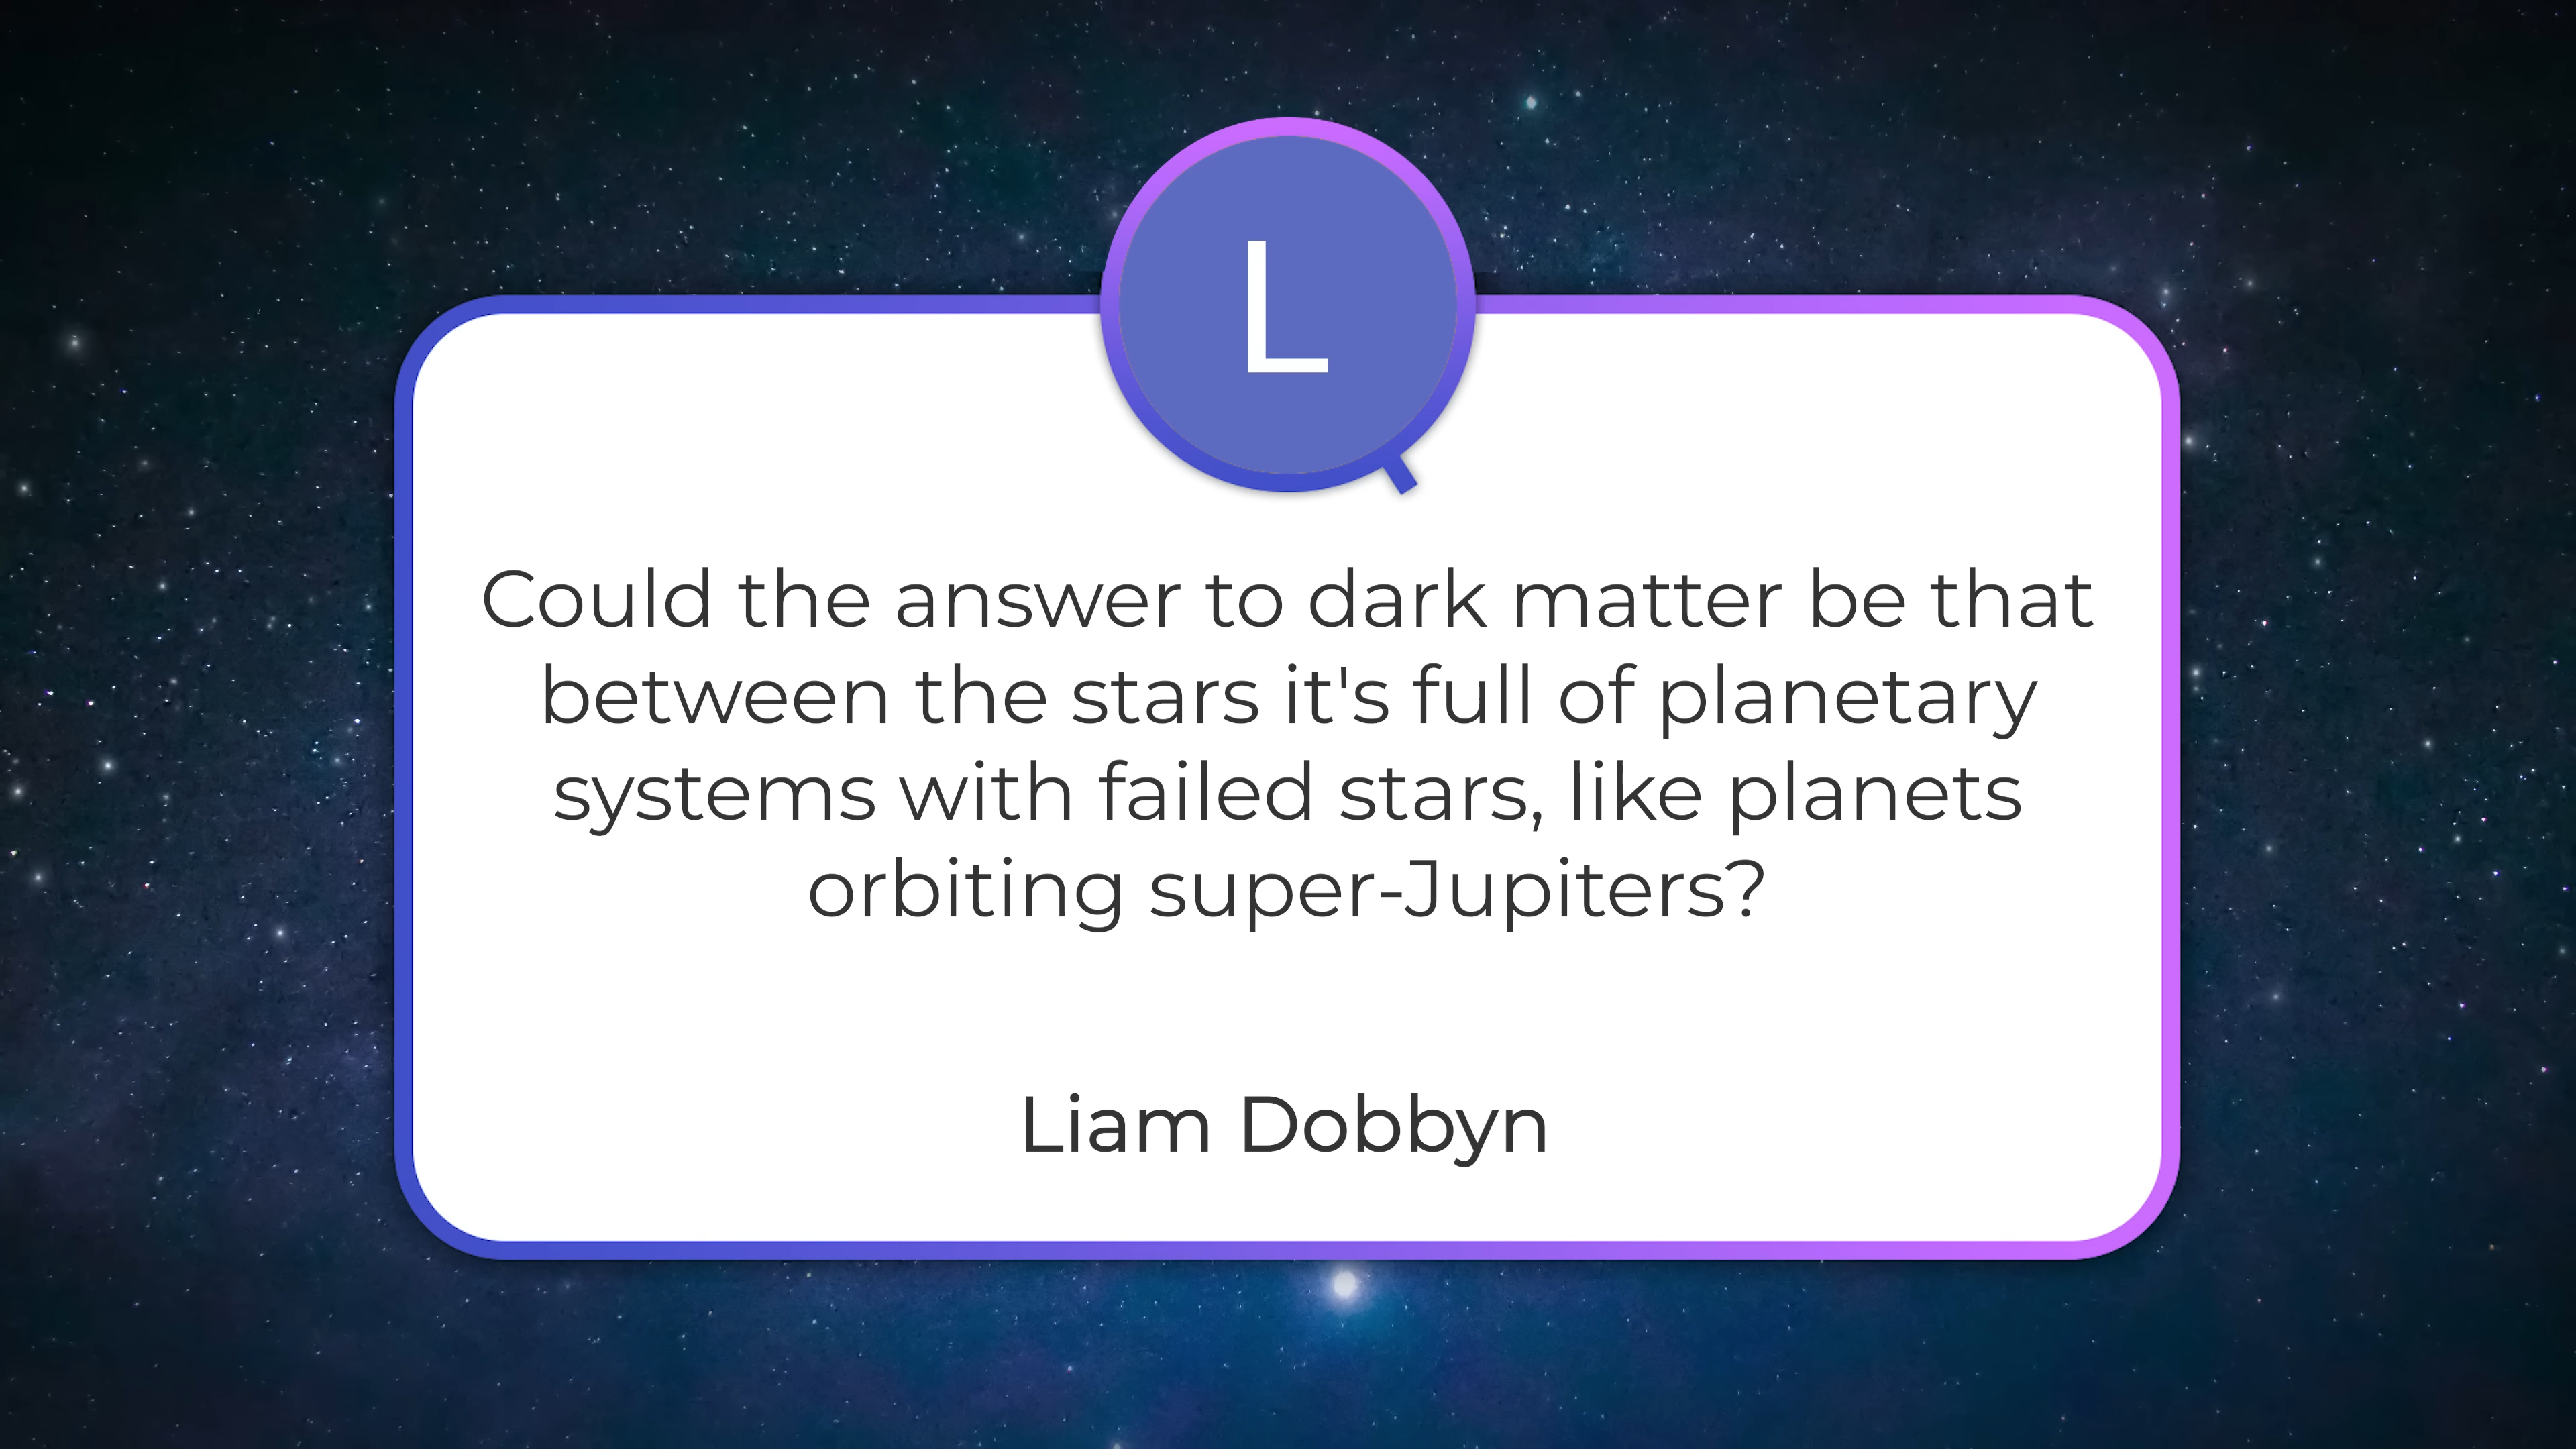 L
Could the answer to dark matter be that
between the stars it's full of planetary
systems with failed stars, like planets
orbiting super-Jupiters?
Liam Dobbyn